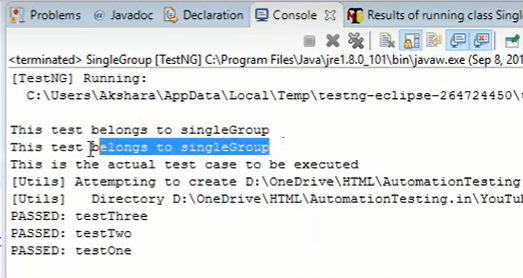 Problems @ Javadoc Declaration Console Results of running class Singl
<terminated> SingleGroup [TestNG] C:\Program Files\Java\jre1.8.0_101\bin\javaw.exe (Sep 8, 201
[TestNG] Running:
C:\Users\Akshara\AppData\Local\Temp\testng-eclipse-264724450\t
This test belongs to singleGroup
This test belongs to singleGroup
This is the actual test case to be executed
[Utils] Attempting to create D:\OneDrive\HTML\AutomationTesting
[Utils] Directory D:\OneDrive\HTML\AutomationTesting.in\YouTu
PASSED: testThree
PASSED: testTwo
PASSED: testOne